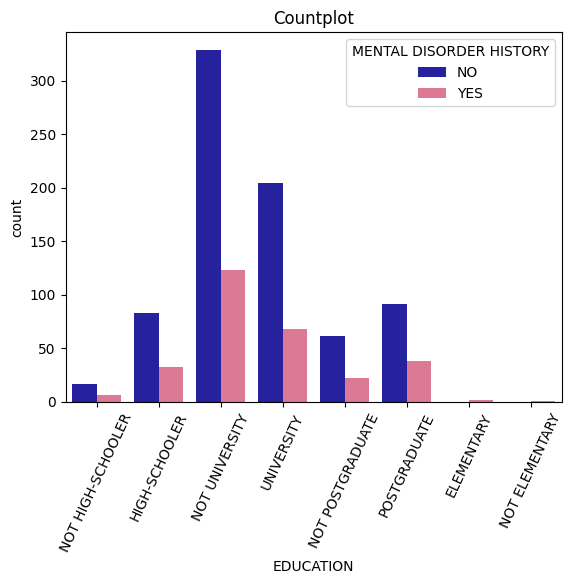 Countplot
MENTAL DISORDER HISTORY
NO
YES
count
300
250
200
150
100
50
0
NOT HIGH-SCHOOLER
HIGH-SCHOOLER
NOT UNIVERSITY
UNIVERSITY
NOT POSTGRADUATE
POSTGRADUATE
ELEMENTARY
NOT ELEMENTARY
EDUCATION